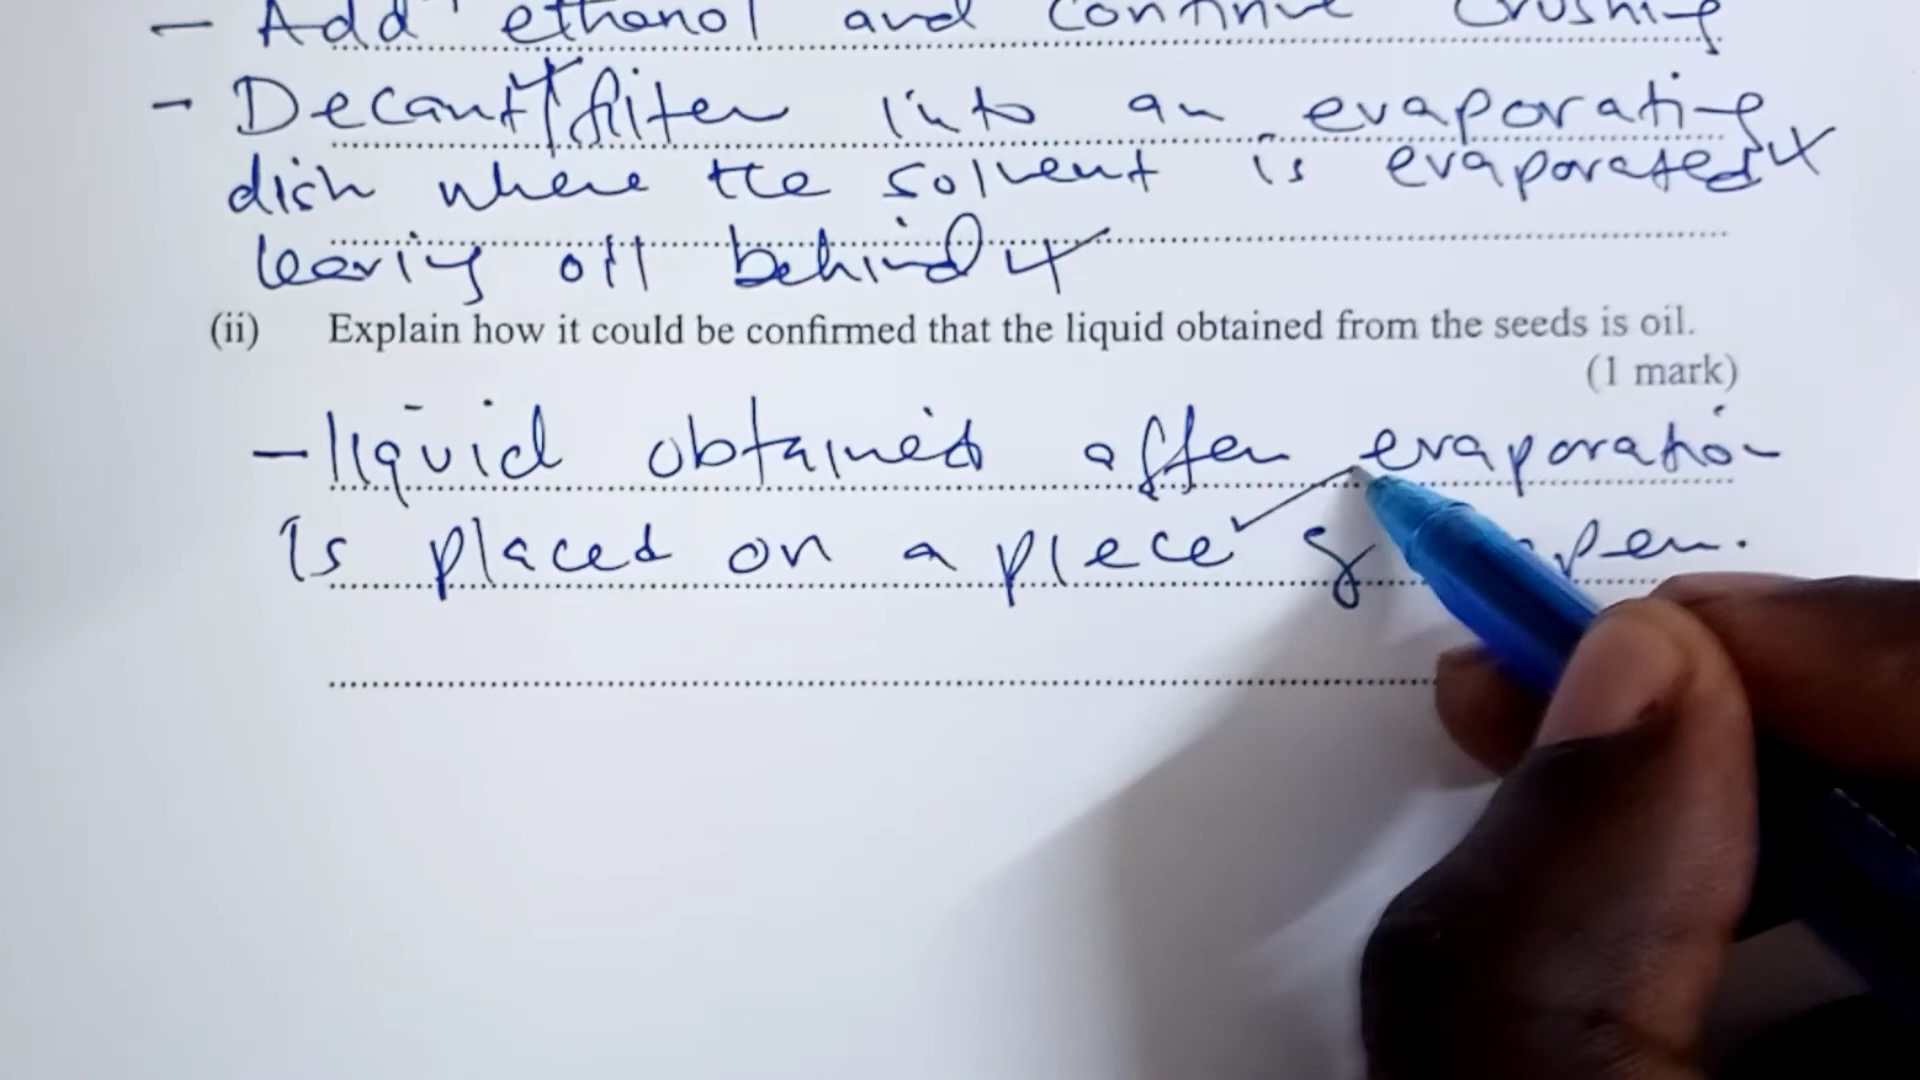 - Add ethanol and continue crushing
- Decant/filter into an evaporating
dish where the solvent is evaporated
leaving oil behind
(ii) Explain how it could be confirmed that the liquid obtained from the seeds is oil.
(1 mark)
- liquid obtained after evaporation
is placed on a piece of paper.